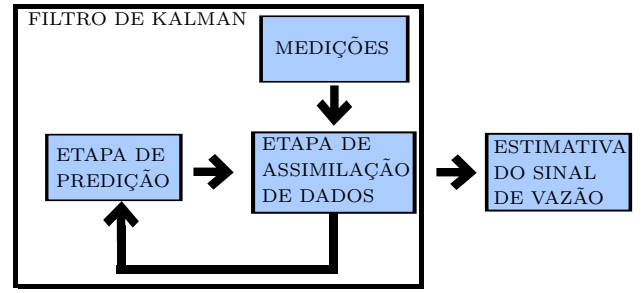 FILTRO DE KALMAN
MEDIÇÕES
ETAPA DE
PREDIÇÃO
ETAPA DE
ASSIMILAÇÃO
DE DADOS
ESTIMATIVA
DO SINAL
DE VAZÃO